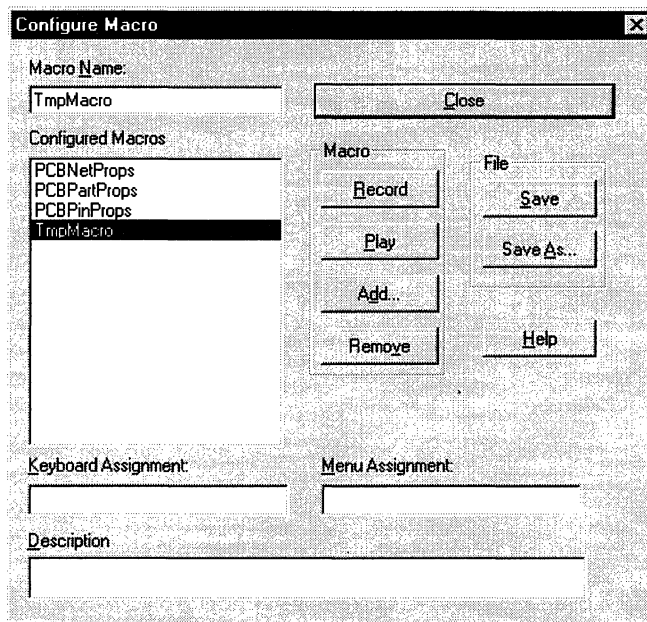 Configure Macro
Macro Name:
TmpMacro
Close
Configured Macros
PCBNetProps
PCBPartProps
PCBPinProps
TmpMacro
Macro
Record
Play
Add...
Remove
File
Save
Save As...
Help
Keyboard Assignment:
Menu Assignment:
Description